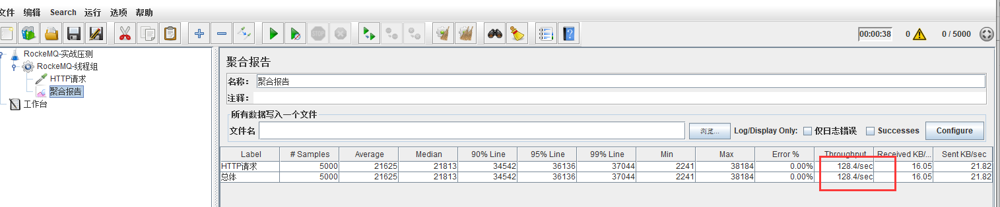 文件 编辑 Search 运行 选项 帮助
STOP 00:00:38 0 0 / 5000
RockeMQ-实战压测
RockeMQ-线程组
HTTP请求
聚合报告
工作台
聚合报告
名称: 聚合报告
注释:
所有数据写入一个文件
文件名 浏览... Log/Display Only: 仅日志错误 Successes Configure
Label # Samples Average Median 90% Line 95% Line 99% Line Min Max Error % Throughput Received KB/... Sent KB/sec
HTTP请求 5000 21625 21813 34542 36136 37044 2241 38184 0.00% 128.4/sec 16.05 21.82
总体 5000 21625 21813 34542 36136 37044 2241 38184 0.00% 128.4/sec 16.05 21.82